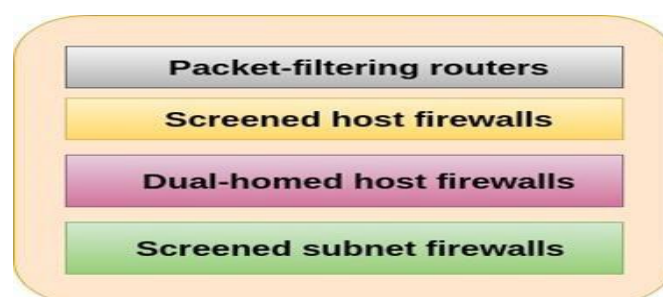 Packet-filtering routers
Screened host firewalls
Dual-homed host firewalls
Screened subnet firewalls